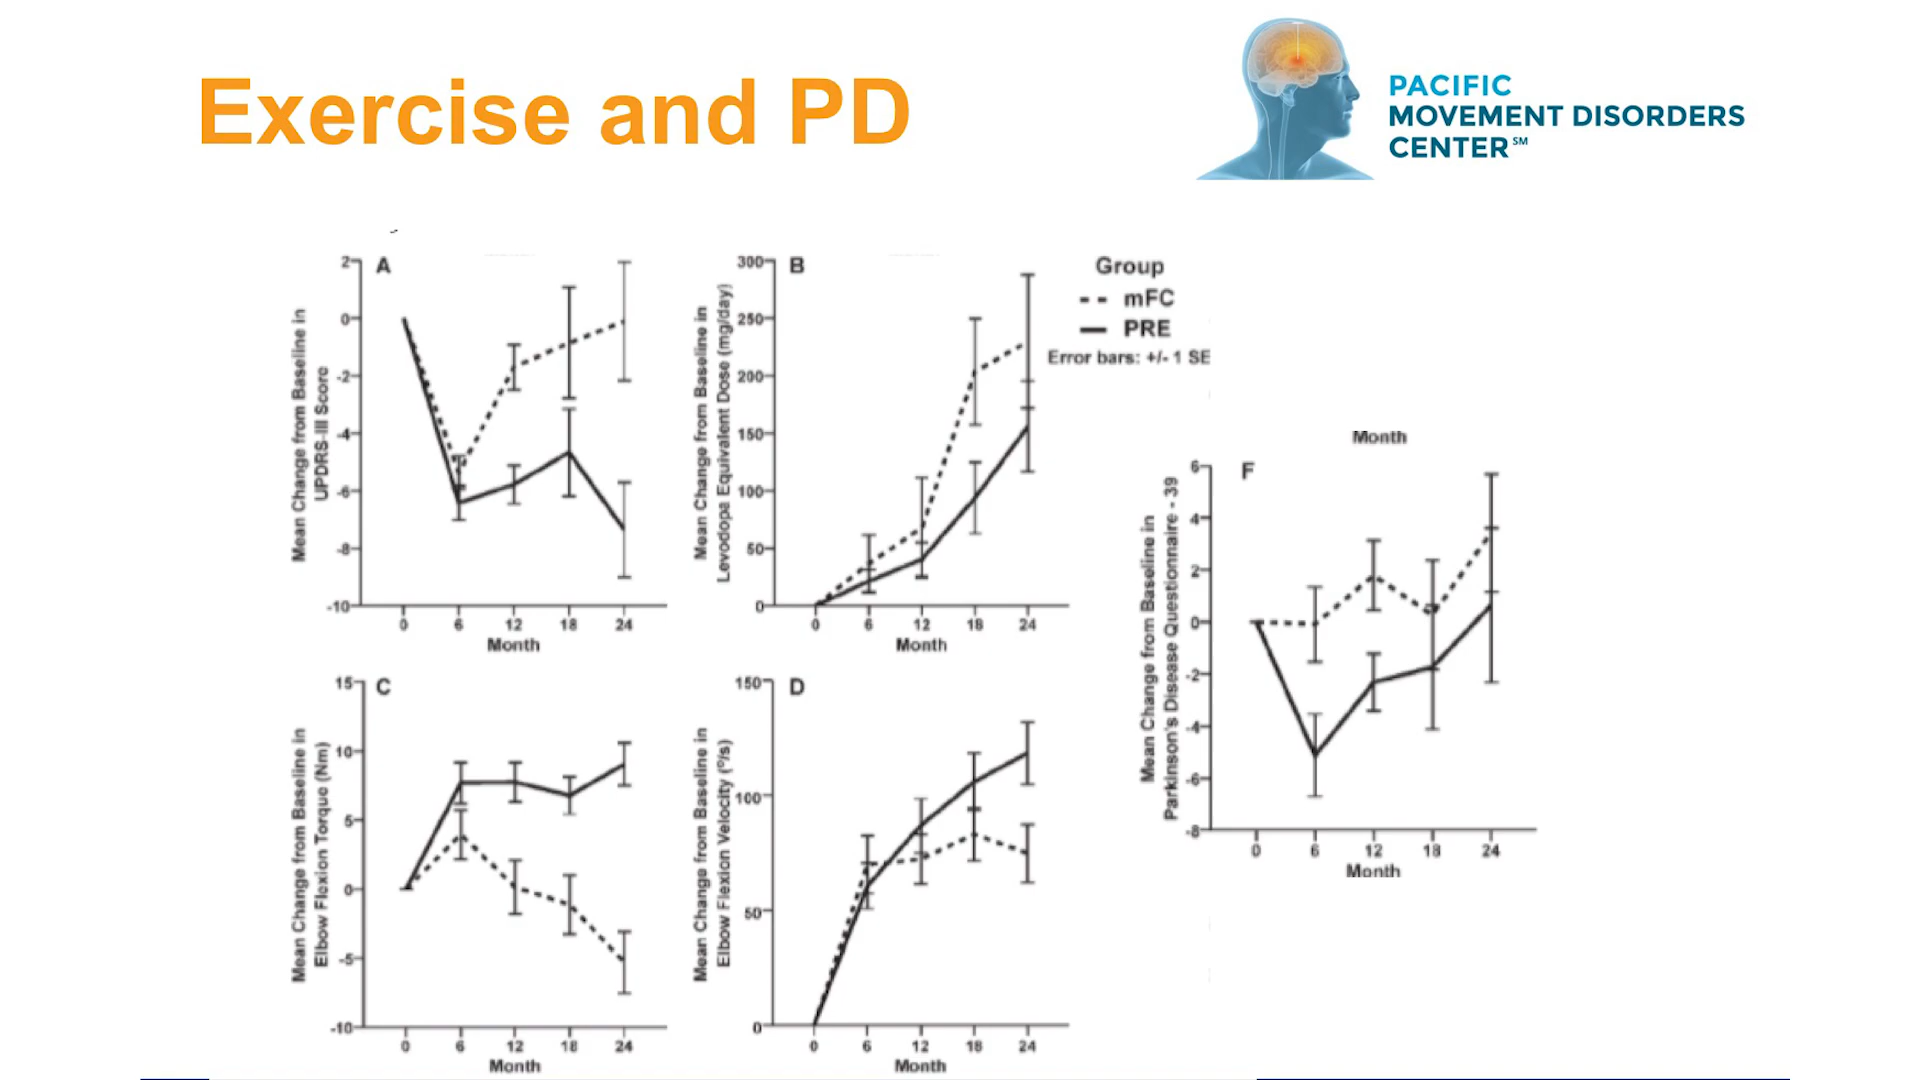 Exercise and PD
PACIFIC
MOVEMENT DISORDERS
CENTER℠
A
Mean Change from Baseline in
UPDRS-III Score
2
0
-2
-4
-6
-8
-10
0 6 12 18 24
Month
B
Mean Change from Baseline in
Levodopa Equivalent Dose (mg/day)
300
250
200
150
100
50
0
0 6 12 18 24
Month
Group
mFC
PRE
Error bars: +/- 1 SE
C
Mean Change from Baseline in
Elbow Flexion Torque (Nm)
15
10
5
0
-5
-10
0 6 12 18 24
Month
D
Mean Change from Baseline in
Elbow Flexion Velocity (º/s)
150
100
50
0
0 6 12 18 24
Month
Month
F
Mean Change from Baseline in
Parkinson's Disease Questionnaire - 39
6
4
2
0
-2
-4
-6
-8
0 6 12 18 24
Month